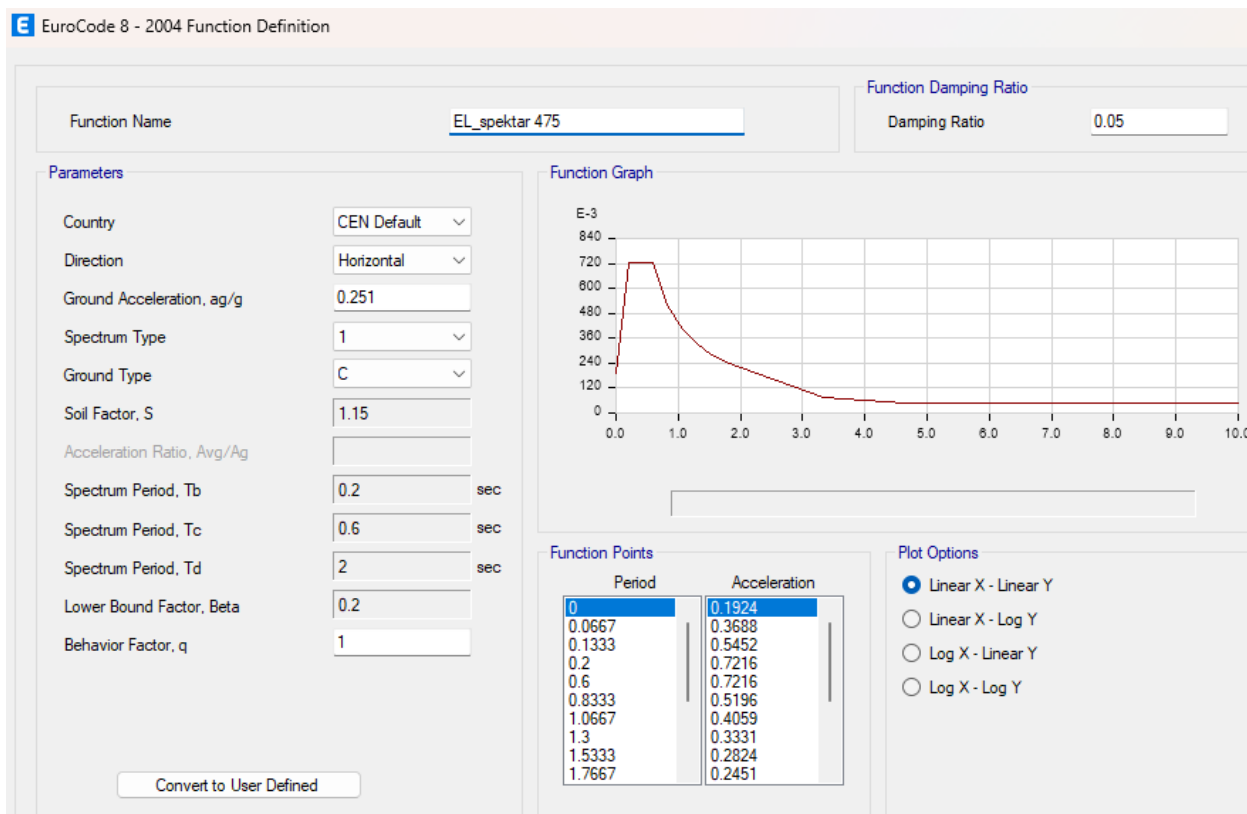 E EuroCode 8 - 2004 Function Definition
Function Name EL_spektar 475
Function Damping Ratio
Damping Ratio 0.05
Parameters
Country CEN Default
Direction Horizontal
Ground Acceleration, ag/g 0.251
Spectrum Type 1
Ground Type C
Soil Factor, S 1.15
Acceleration Ratio, Avg/Ag
Spectrum Period, Tb 0.2 sec
Spectrum Period, Tc 0.6 sec
Spectrum Period, Td 2 sec
Lower Bound Factor, Beta 0.2
Behavior Factor, q 1
Convert to User Defined
Function Graph
E-3
840
720
600
480
360
240
120
0
0.0 1.0 2.0 3.0 4.0 5.0 6.0 7.0 8.0 9.0 10.0
Function Points
Period Acceleration
0 0.1924
0.0667 0.3688
0.1333 0.5452
0.2 0.7216
0.6 0.7216
0.8333 0.5196
1.0667 0.4059
1.3 0.3331
1.5333 0.2824
1.7667 0.2451
Plot Options
Linear X - Linear Y
Linear X - Log Y
Log X - Linear Y
Log X - Log Y